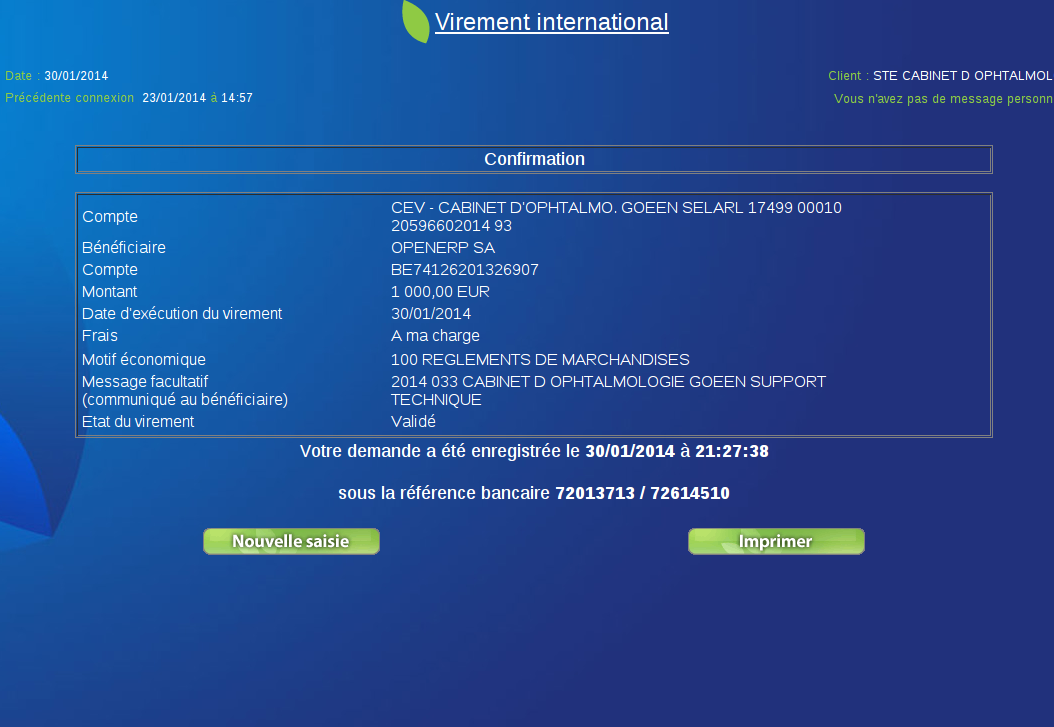 Virement international
Date : 30/01/2014
Client : STE CABINET D OPHTALMOL
Précédente connexion 23/01/2014 à 14:57
Vous n'avez pas de message personn
Confirmation
Compte
CEV - CABINET D'OPHTALMO. GOEEN SELARL 17499 00010
20596602014 93
Bénéficiaire OPENERP SA
Compte BE74126201326907
Montant 1 000,00 EUR
Date d'exécution du virement 30/01/2014
Frais A ma charge
Motif économique 100 REGLEMENTS DE MARCHANDISES
Message facultatif 2014 033 CABINET D OPHTALMOLOGIE GOEEN SUPPORT
(communiqué au bénéficiaire) TECHNIQUE
Etat du virement Validé
Votre demande a été enregistrée le 30/01/2014 à 21:27:38
sous la référence bancaire 72013713 / 72614510
Nouvelle saisie
Imprimer